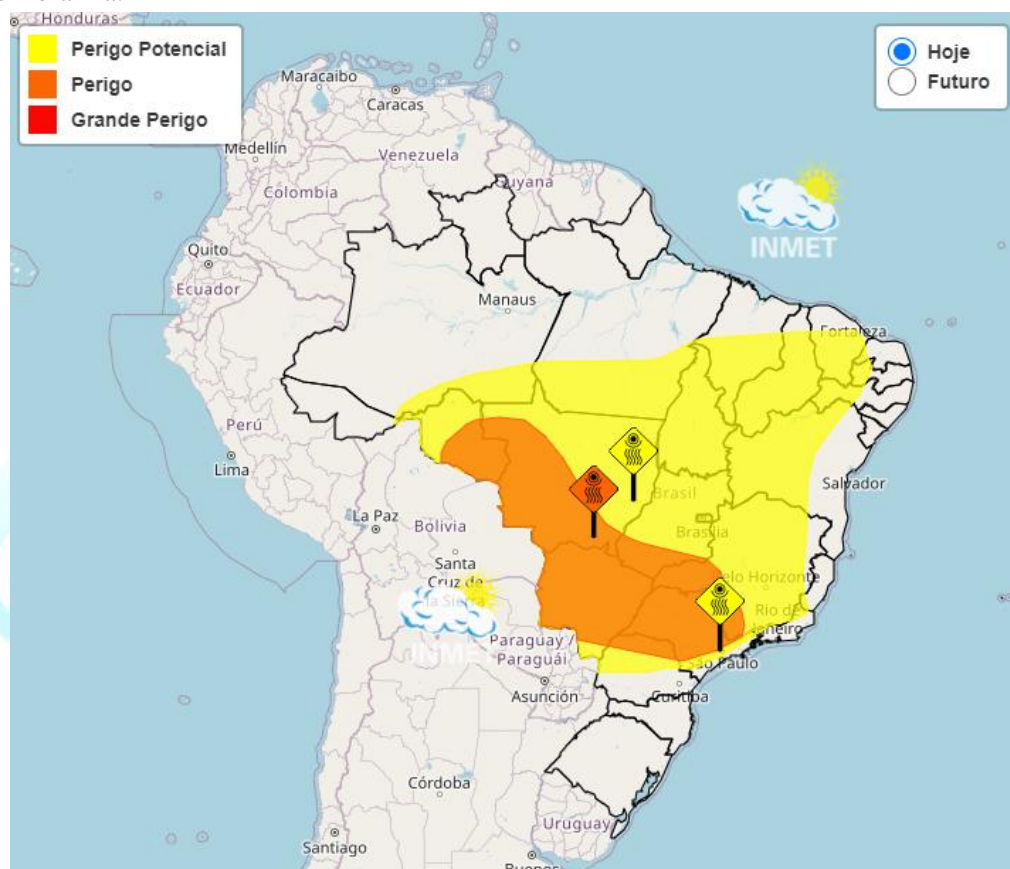 Honduras
Perigo Potencial
Perigo
Grande Perigo
Hoje
Futuro
Maracaibo
Caracas
Medellín
Venezuela
Guyana
Colombia
INMET
Quito
Ecuador
Manaus
Fortaleza
Perú
Lima
Salvador
Brasil
La Paz
Bolivia
Brasília
Santa
Cruz de
la Sierra
elo Horizonte
Rio de
Janeiro
INMET
Paraguay /
Paraguái
São Paulo
Asunción
Curitiba
Córdoba
Uruguay
Santiago
Buenos